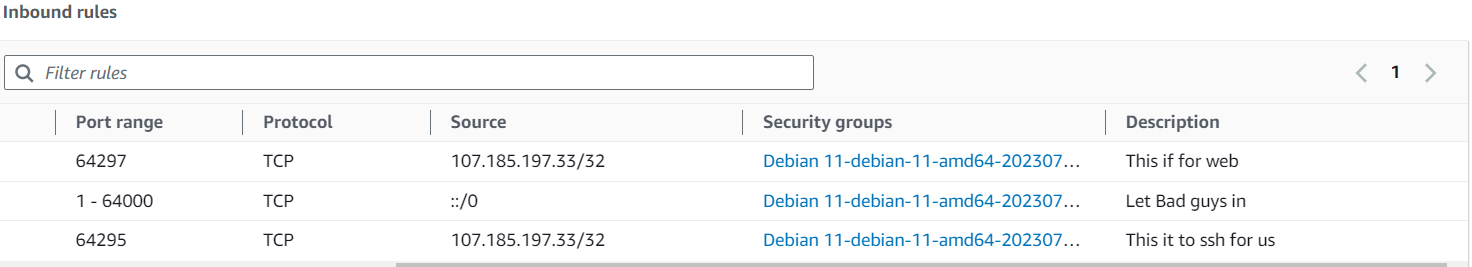 Inbound rules
Filter rules
1
Port range Protocol Source Security groups Description
64297 TCP 107.185.197.33/32 Debian 11-debian-11-amd64-202307... This if for web
1 - 64000 TCP ::/0 Debian 11-debian-11-amd64-202307... Let Bad guys in
64295 TCP 107.185.197.33/32 Debian 11-debian-11-amd64-202307... This it to ssh for us